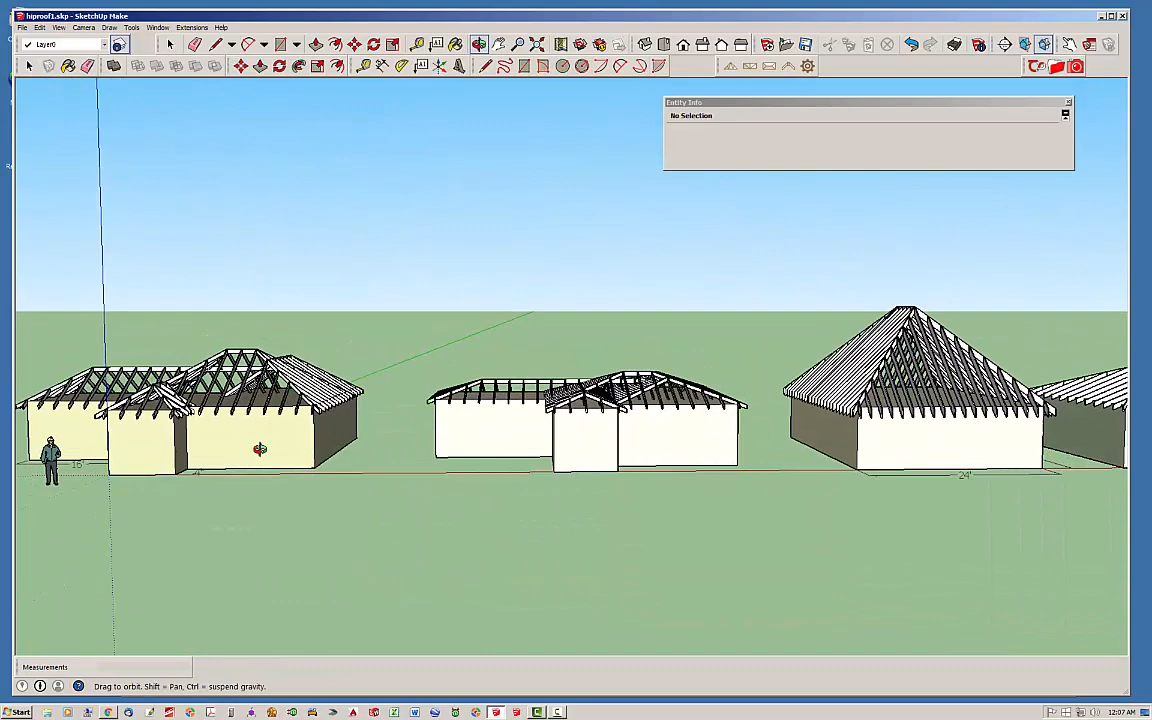 hiproof1.skp - SketchUp Make
File Edit View Camera Draw Tools Window Extensions Help
Layer0
Entity Info
No Selection
16'
24'
Measurements
Drag to orbit. Shift = Pan, Ctrl = suspend gravity.
Start
12:07 AM